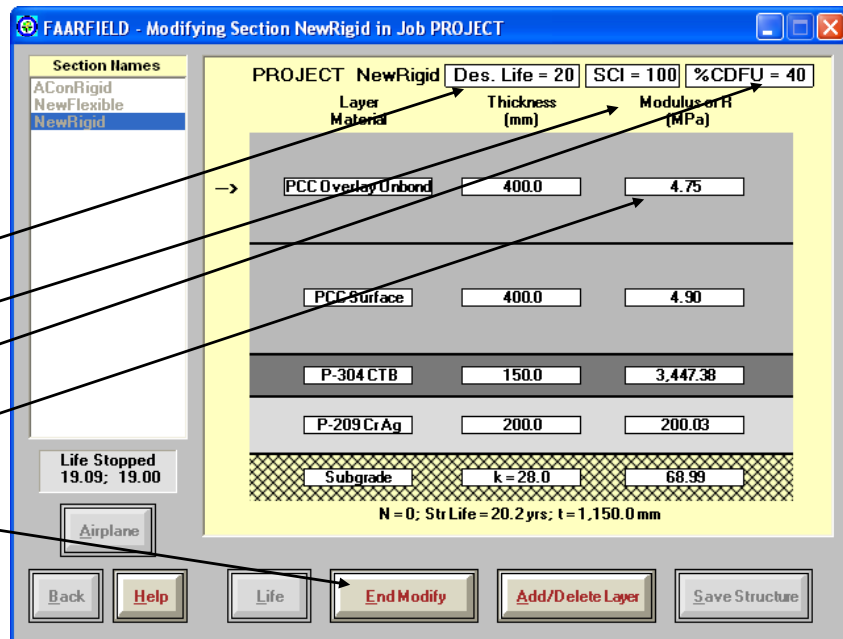 FAARFIELD - Modifying Section NewRigid in Job PROJECT
Section Names
AConRigid
NewFlexible
NewRigid
PROJECT NewRigid Des. Life = 20 SCI = 100 %CDFU = 40
Layer Material Thickness (mm) Modulus or R (MPa)
--> PCC Overlay Unbond 400.0 4.75
PCC Surface 400.0 4.90
P-304 CTB 150.0 3,447.38
P-209 CrAg 200.0 200.03
Subgrade k = 28.0 68.99
N = 0; Str Life = 20.2 yrs; t = 1,150.0 mm
Life Stopped
19.09; 19.00
Airplane
Back Help Life End Modify Add/Delete Layer Save Structure